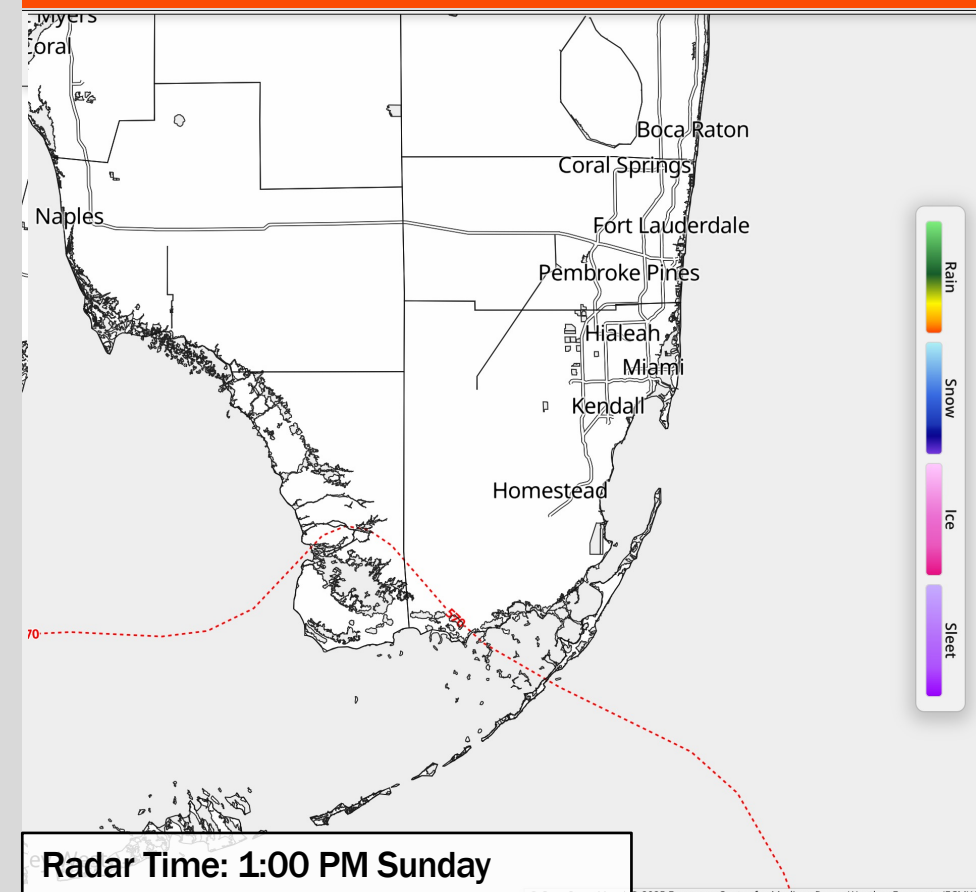 Myers
Coral
Boca Raton
Coral Springs
Naples
Fort Lauderdale
Pembroke Pines
Hialeah
Miami
Kendall
Homestead
70
570
Rain
Snow
Ice
Sleet
Radar Time: 1:00 PM Sunday